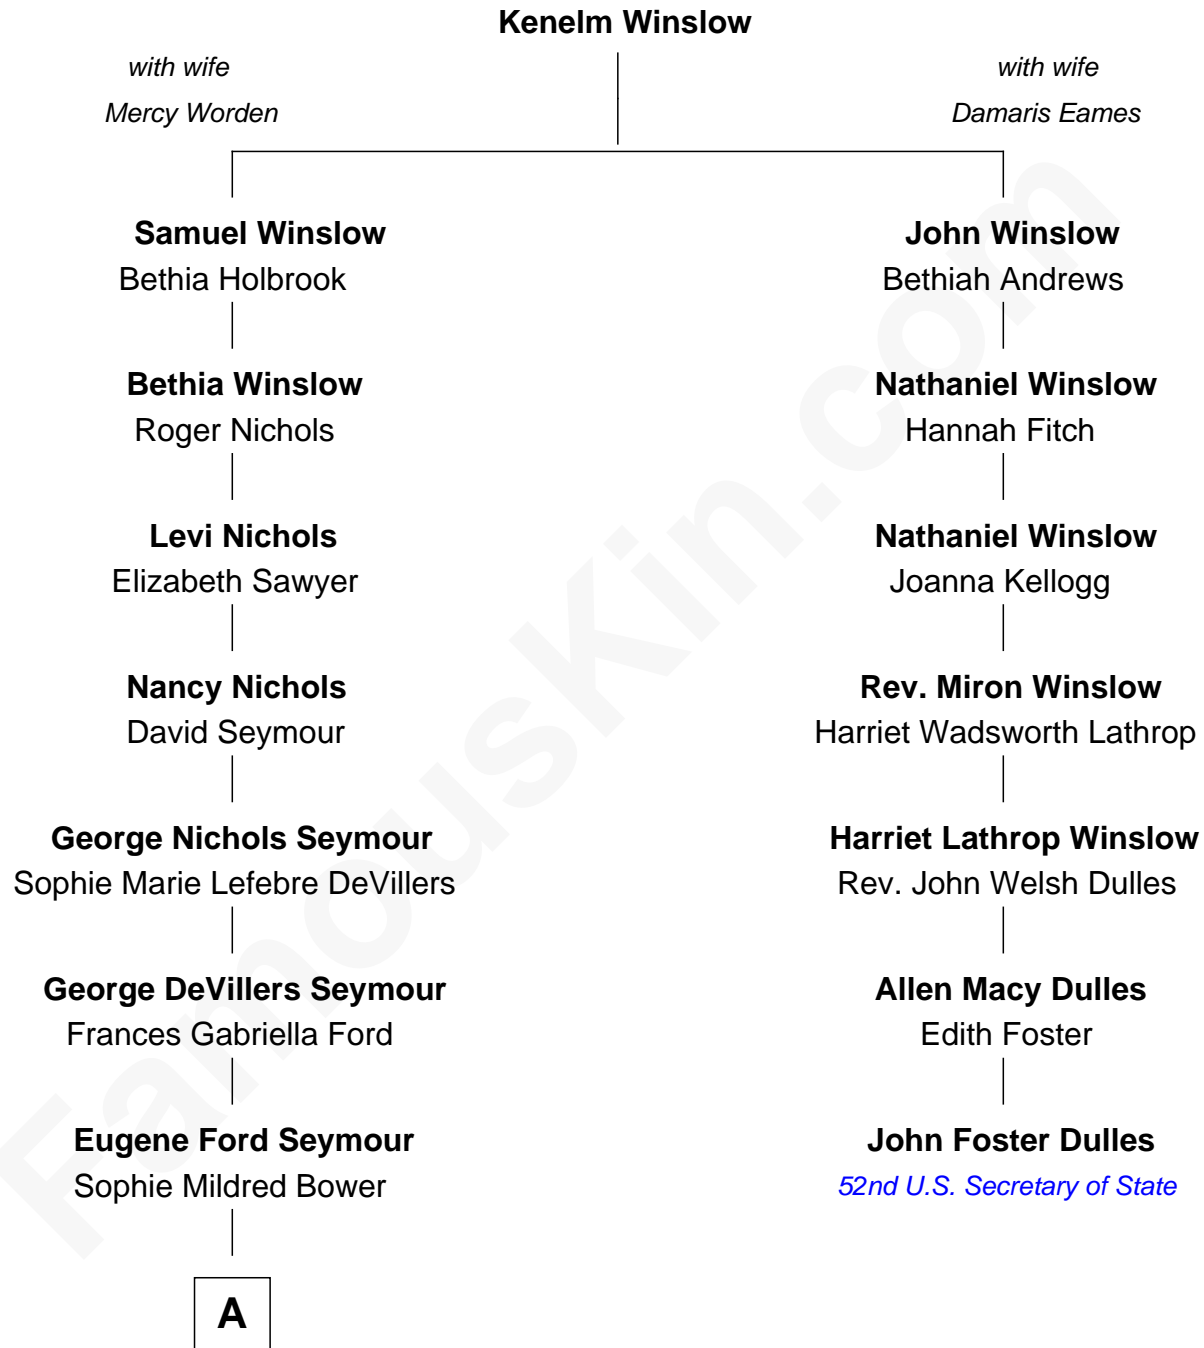 Kenelm Winslow
with wife
Mercy Worden
with wife
Damaris Eames
Samuel Winslow
Bethia Holbrook
John Winslow
Bethiah Andrews
Bethia Winslow
Roger Nichols
Nathaniel Winslow
Hannah Fitch
Levi Nichols
Elizabeth Sawyer
Nathaniel Winslow
Joanna Kellogg
Nancy Nichols
David Seymour
Rev. Miron Winslow
Harriet Wadsworth Lathrop
George Nichols Seymour
Sophie Marie Lefebre DeVillers
Harriet Lathrop Winslow
Rev. John Welsh Dulles
George DeVillers Seymour
Frances Gabriella Ford
Allen Macy Dulles
Edith Foster
Eugene Ford Seymour
Sophie Mildred Bower
John Foster Dulles
52nd U.S. Secretary of State
A
FamousKin.com